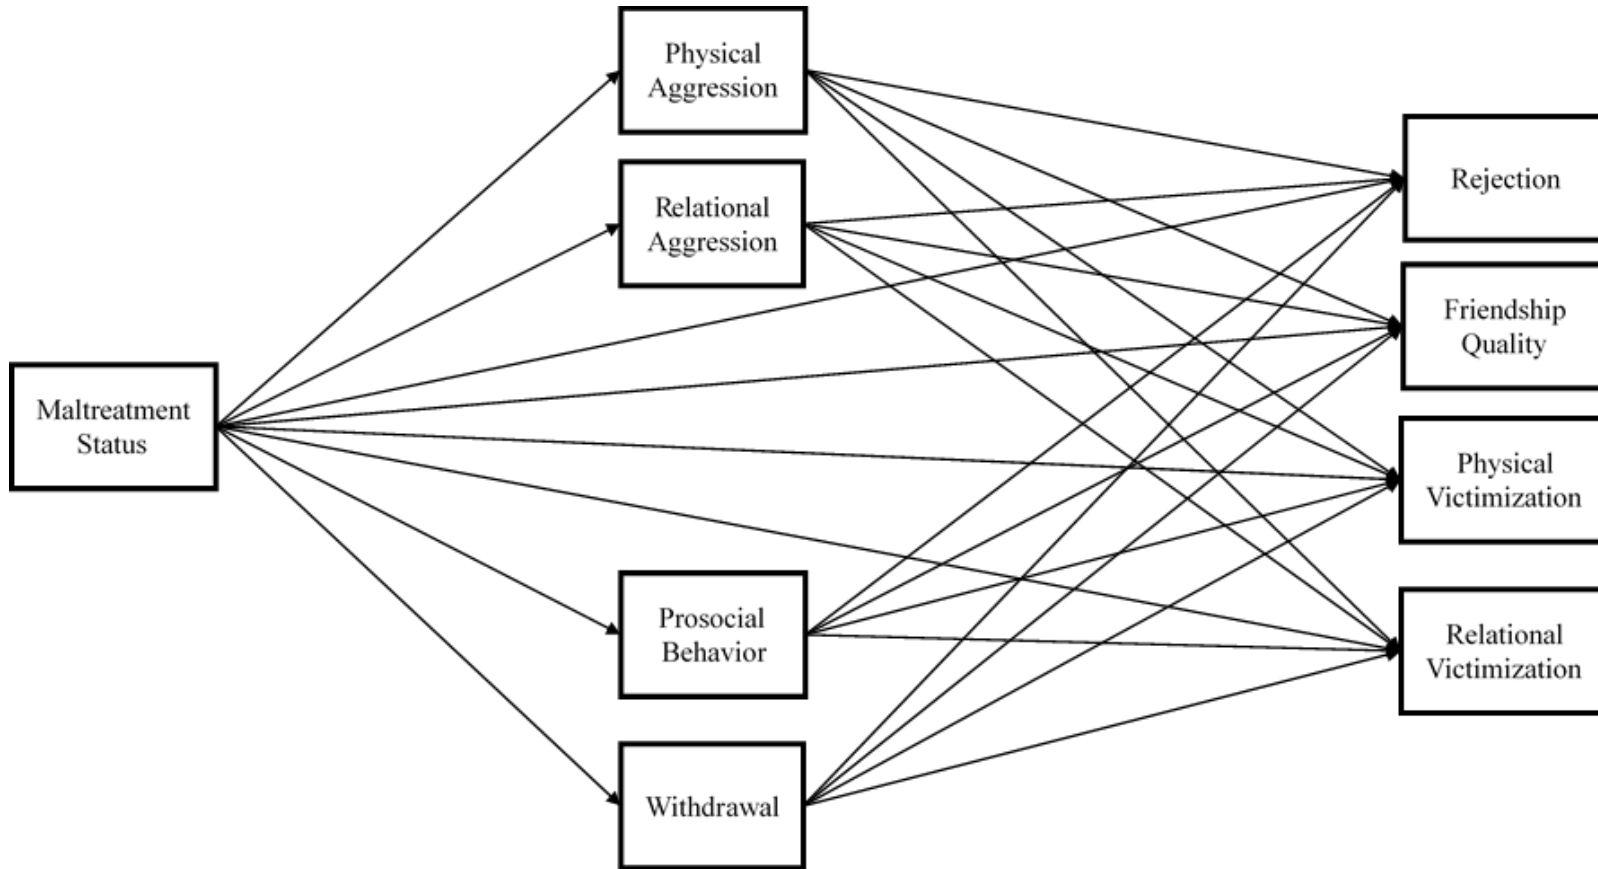 Physical
Aggression
Relational
Aggression
Maltreatment
Status
Prosocial
Behavior
Withdrawal
Rejection
Friendship
Quality
Physical
Victimization
Relational
Victimization